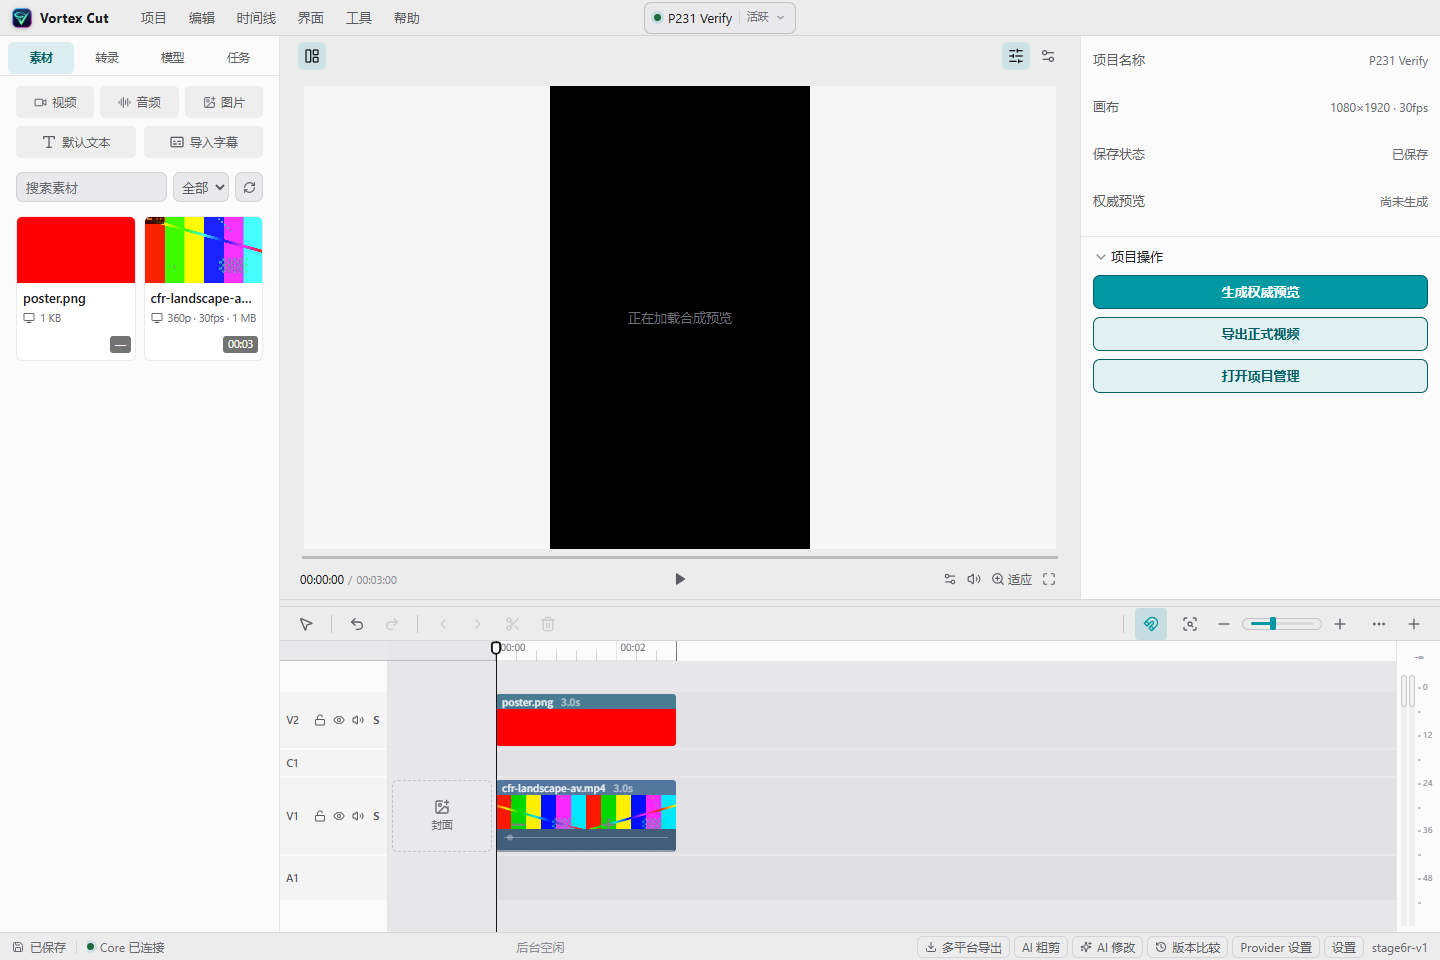 Vortex Cut 项目 编辑 时间线 界面 工具 帮助 P231 Verify 活跃
素材 转录 模型 任务
视频 音频 图片
默认文本 导入字幕
搜索素材 全部
poster.png cfr-landscape-a...
1 KB 360p · 30fps · 1 MB
— 00:03
正在加载合成预览
00:00:00 / 00:03:00 适应
项目名称 P231 Verify
画布 1080×1920 · 30fps
保存状态 已保存
权威预览 尚未生成
项目操作
生成权威预览
导出正式视频
打开项目管理
00:00 00:02
V2 S poster.png 3.0s
C1
V1 S 封面 cfr-landscape-av.mp4 3.0s
A1
-∞
-0
-12
-24
-36
-48
已保存 Core 已连接 后台空闲 多平台导出 AI 粗剪 AI 修改 版本比较 Provider 设置 设置 stage6r-v1